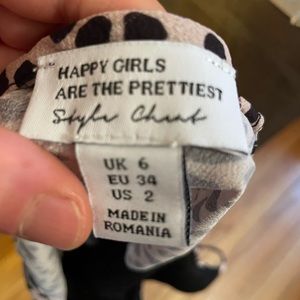 HAPPY GIRLS
ARE THE PRETTIEST
Style Cheat
UK 6
EU 34
US 2
MADE IN
ROMANIA